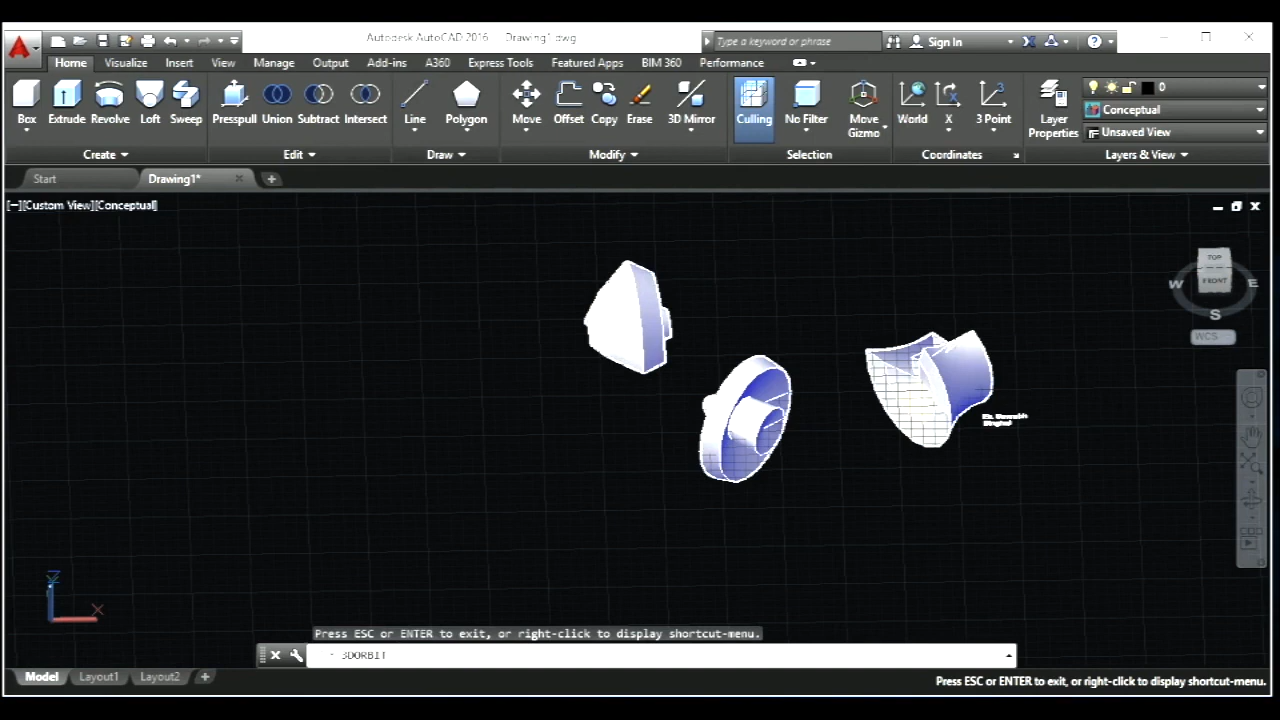 Autodesk AutoCAD 2016 Drawing1.dwg
Type a keyword or phrase
Sign In
Home Visualize Insert View Manage Output Add-ins A360 Express Tools Featured Apps BIM 360 Performance
Box Extrude Revolve Loft Sweep Presspull Union Subtract Intersect Line Polygon Move Offset Copy Erase 3D Mirror Culling No Filter Move Gizmo World X 3 Point Layer Properties
0
Conceptual
Unsaved View
Create Edit Draw Modify Selection Coordinates Layers & View
Start Drawing1*
[−][Custom View][Conceptual]
TOP
FRONT
W E
S
WCS
X
Press ESC or ENTER to exit, or right-click to display shortcut-menu.
3DORBIT
Model Layout1 Layout2
Press ESC or ENTER to exit, or right-click to display shortcut-menu.